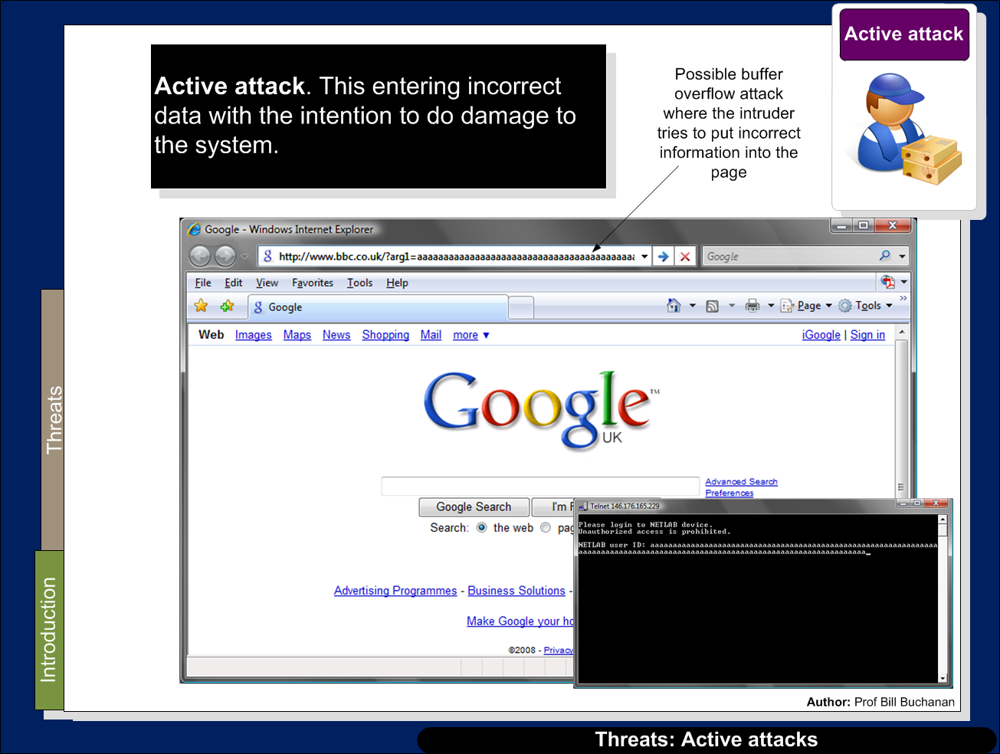 Active attack
Active attack. This entering incorrect
data with the intention to do damage to
the system.
Possible buffer
overflow attack
where the intruder
tries to put incorrect
information into the
page
Google - Windows Internet Explorer
http://www.bbc.co.uk/?arg1=aaaaaaaaaaaaaaaaaaaaaaaaaaaaaaaaaaaaaaaaaa
Google
File Edit View Favorites Tools Help
Google
Page Tools
Web Images Maps News Shopping Mail more ▼
iGoogle | Sign in
Google™
UK
Advanced Search
Preferences
Google Search I'm F
Search: the web pag
Advertising Programmes - Business Solutions -
Make Google your ho
©2008 - Privacy
Telnet 146.176.165.229
Please login to NETLAB device.
Unauthorized access is prohibited.
NETLAB user ID: aaaaaaaaaaaaaaaaaaaaaaaaaaaaaaaaaaaaaaaaaaaaaaaaaaaaaaaaaaaaaaaa
aaaaaaaaaaaaaaaaaaaaaaaaaaaaaaaaaaaaaaaaaaaaaaaaaaaaaaaaaaaaaaaa_
Threats
Introduction
Author: Prof Bill Buchanan
Threats: Active attacks